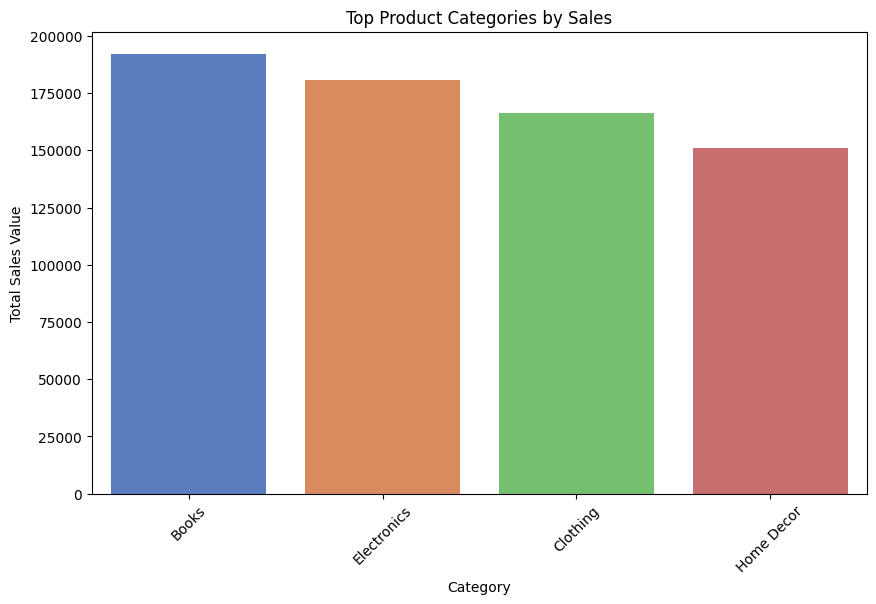 Top Product Categories by Sales
Total Sales Value
200000
175000
150000
125000
100000
75000
50000
25000
0
Books
Electronics
Clothing
Home Decor
Category